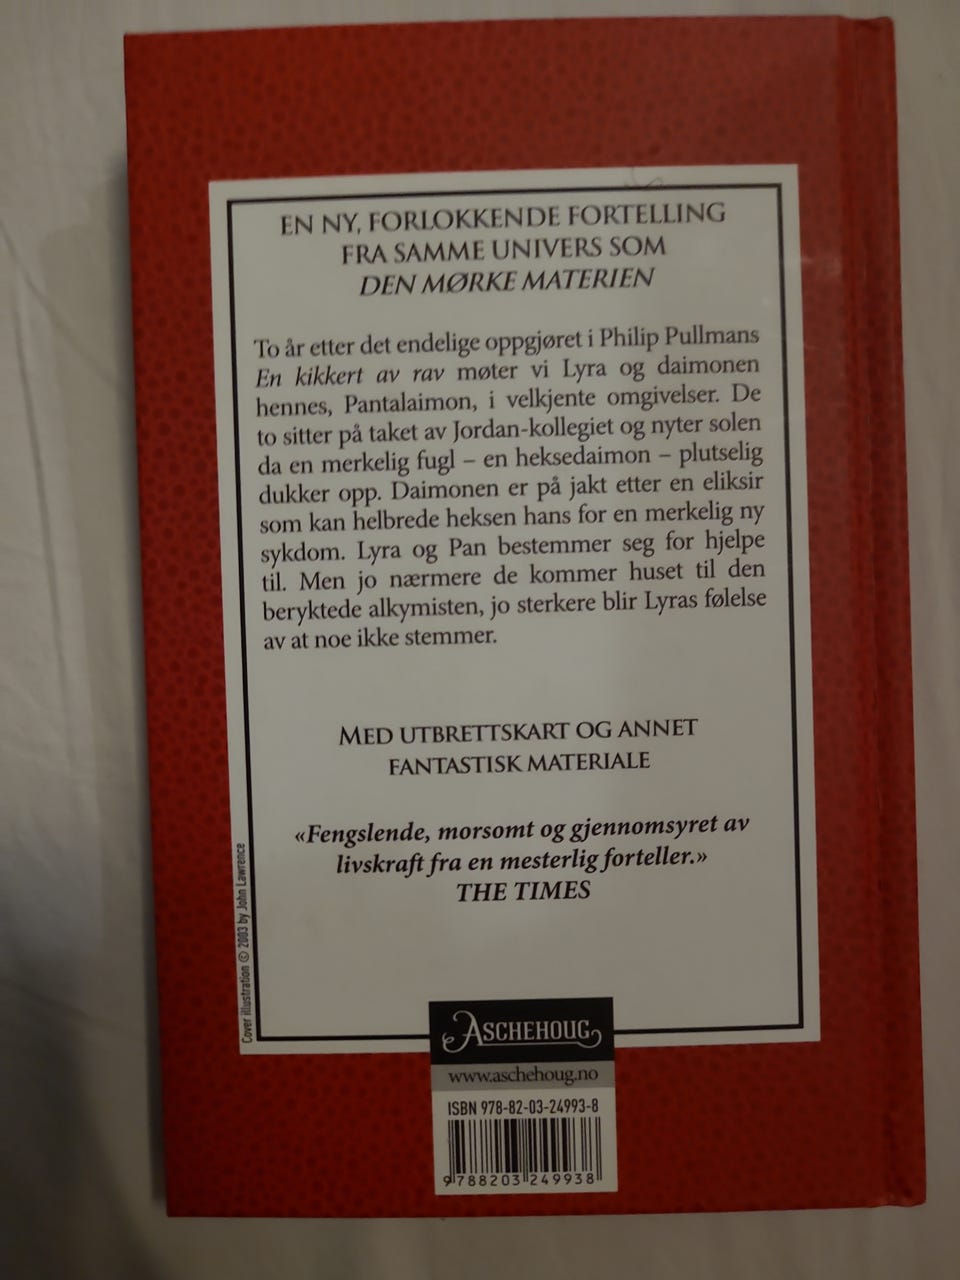 EN NY, FORLOKKENDE FORTELLING
FRA SAMME UNIVERS SOM
DEN MØRKE MATERIEN
To år etter det endelige oppgjøret i Philip Pullmans
En kikkert av rav møter vi Lyra og daimonen
hennes, Pantalaimon, i velkjente omgivelser. De
to sitter på taket av Jordan-kollegiet og nyter solen
da en merkelig fugl – en heksedaimon – plutselig
dukker opp. Daimonen er på jakt etter en eliksir
som kan helbrede heksen hans for en merkelig ny
sykdom. Lyra og Pan bestemmer seg for hjelpe
til. Men jo nærmere de kommer huset til den
beryktede alkymisten, jo sterkere blir Lyras følelse
av at noe ikke stemmer.
MED UTBRETTSKART OG ANNET
FANTASTISK MATERIALE
«Fengslende, morsomt og gjennomsyret av
livskraft fra en mesterlig forteller.»
THE TIMES
Cover illustration © 2003 by John Lawrence
ASCHEHOUG
www.aschehoug.no
ISBN 978-82-03-24993-8
9788203249938